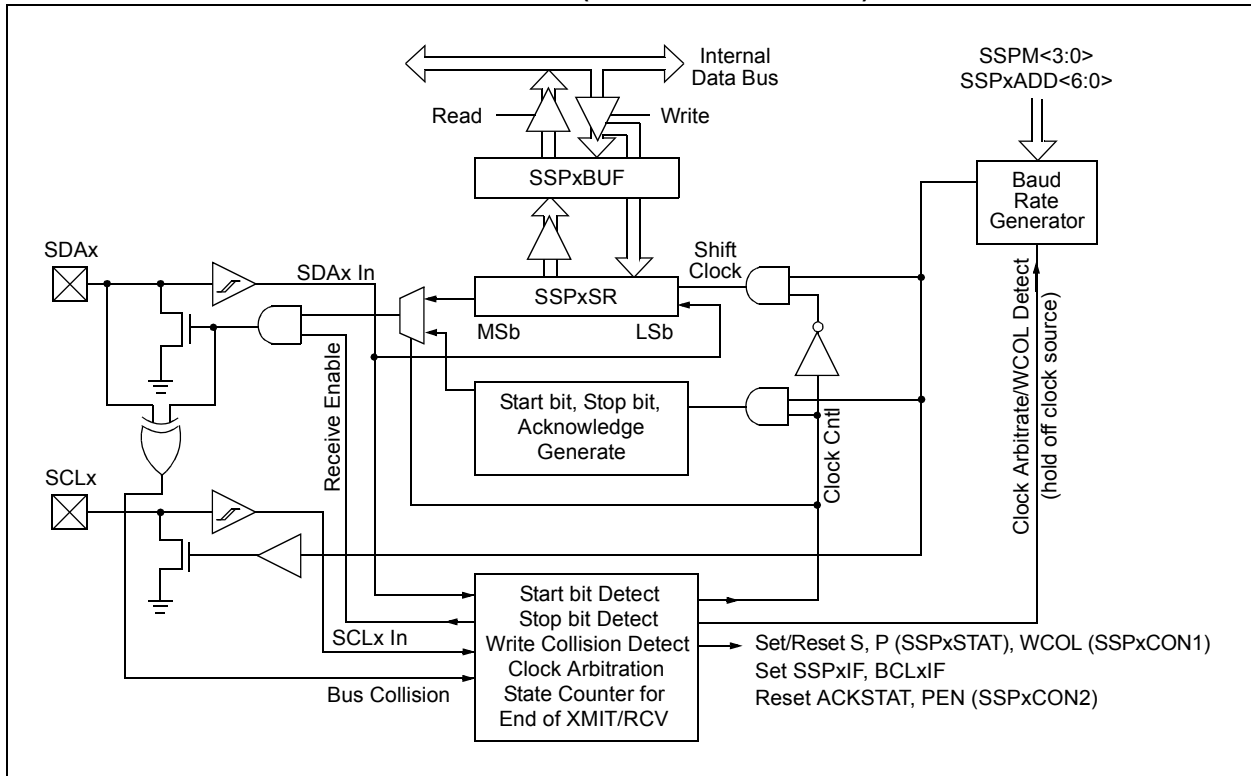 Internal
Data Bus
SSPM<3:0>
SSPxADD<6:0>
Read
Write
SSPxBUF
Baud
Rate
Generator
SDAx
SDAx In
Shift
Clock
SSPxSR
MSb
LSb
Receive Enable
Start bit, Stop bit,
Acknowledge
Generate
Clock Cntl
Clock Arbitrate/WCOL Detect
(hold off clock source)
SCLx
SCLx In
Bus Collision
Start bit Detect
Stop bit Detect
Write Collision Detect
Clock Arbitration
State Counter for
End of XMIT/RCV
Set/Reset S, P (SSPxSTAT), WCOL (SSPxCON1)
Set SSPxIF, BCLxIF
Reset ACKSTAT, PEN (SSPxCON2)